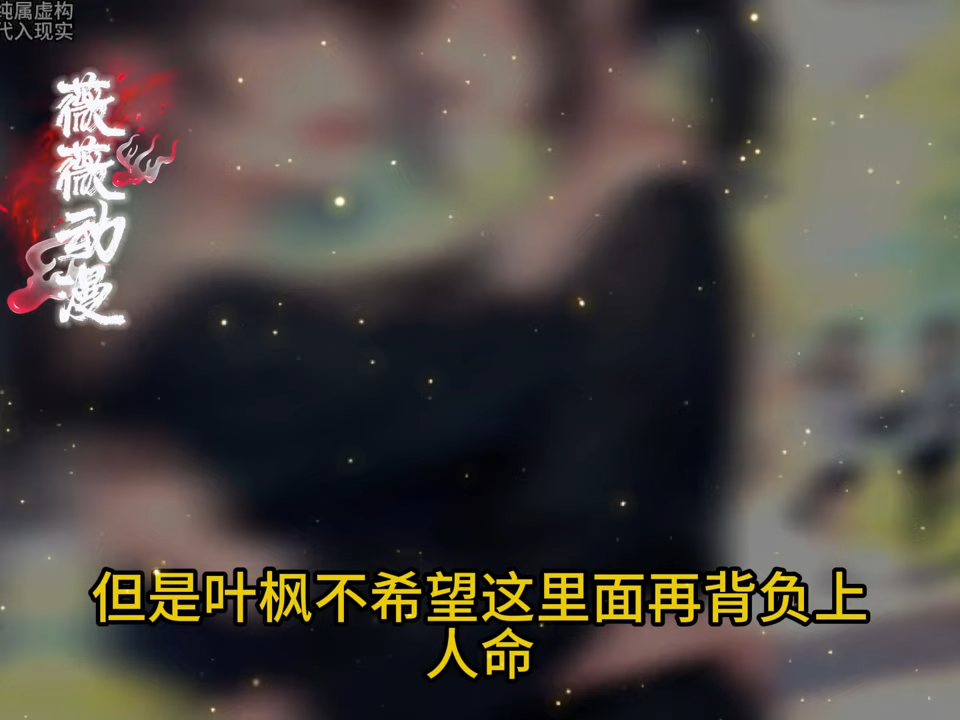 纯属虚构
代入现实
薇薇动漫
但是叶枫不希望这里面再背负上
人命